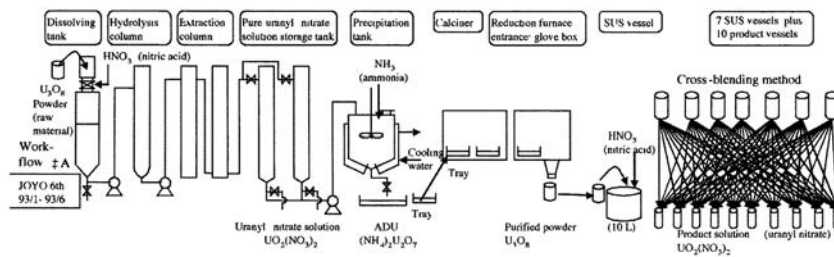 Dissolving
tank
Hydrolysis
column
Extraction
column
Pure uranyl nitrate
solution storage tank
Precipitation
tank
Calciner
Reduction furnace
entrance glove box
SUS vessel
7 SUS vessels plus
10 product vessels
HNO3 (nitric acid)
U3O8
Powder
(raw
material)
Work-
flow ‡A
JOYO 6th
93/1- 93/6
NH3
(ammonia)
Cooling
water
Tray
Tray
Uranyl nitrate solution
UO2(NO3)2
ADU
(NH4)2U2O7
Purified powder
U3O8
HNO3
(nitric acid)
(10 L)
Cross-blending method
Product solution (uranyl nitrate)
UO2(NO3)2